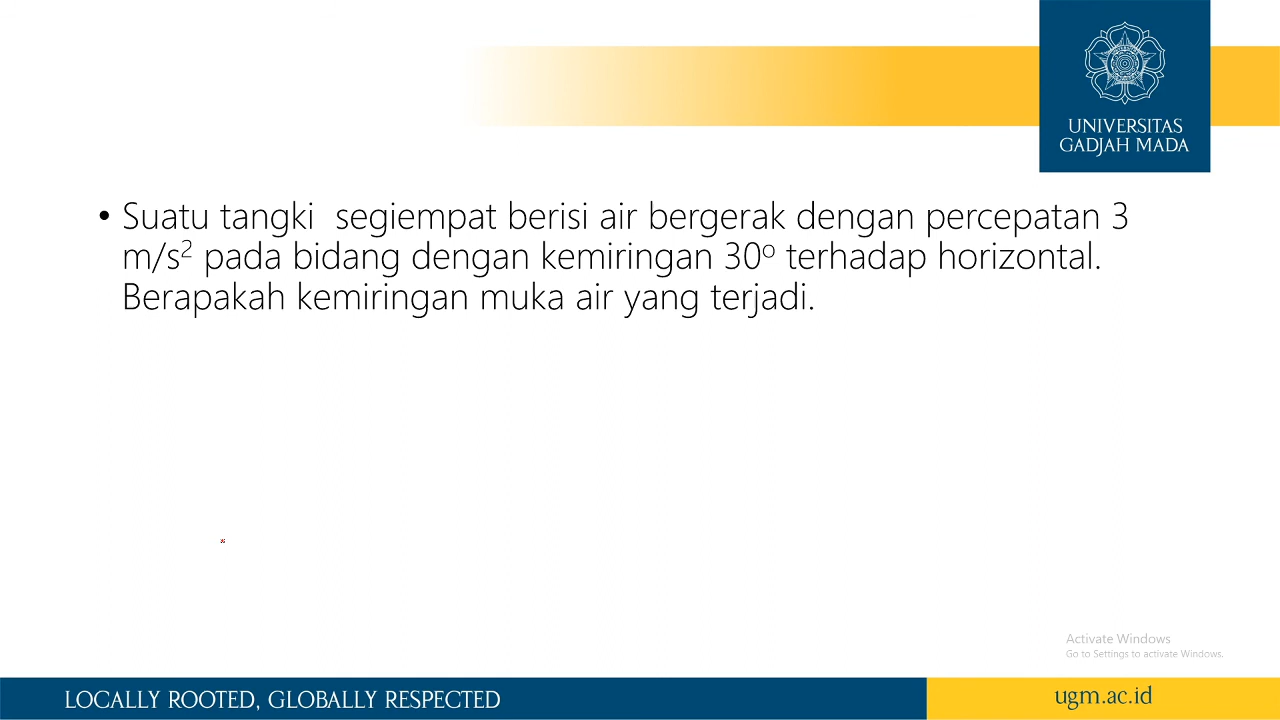 UNIVERSITAS
GADJAH MADA
• Suatu tangki  segiempat berisi air bergerak dengan percepatan 3
m/s² pada bidang dengan kemiringan 30º terhadap horizontal.
Berapakah kemiringan muka air yang terjadi.
Activate Windows
Go to Settings to activate Windows.
LOCALLY ROOTED, GLOBALLY RESPECTED
ugm.ac.id